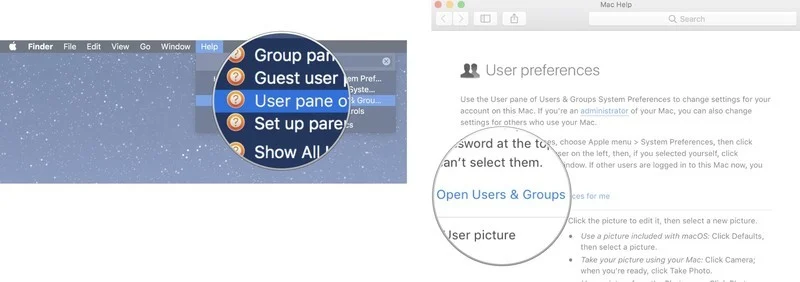 Finder File Edit View Go Window Help
Group pan
Guest user p
em Pref...
Syste...
User pane o
& Grou...
Set up pare
trols
Show All
Mac Help
Search
User preferences
Use the User pane of Users & Groups System Preferences to change settings for your
account on this Mac. If you're an administrator of your Mac, you can also change
settings for others who use your Mac.
es, choose Apple menu > System Preferences, then click
ser on the left, then, if you selected yourself, click
indow. If other users are logged in to this Mac now, you
ssword at the top
an't select them.
Open Users & Groups
ces for me
User picture
Click the picture to edit it, then select a new picture.
• Use a picture included with macOS: Click Defaults,
then select a picture.
• Take your picture using your Mac: Click Camera;
when you're ready, click Take Photo.